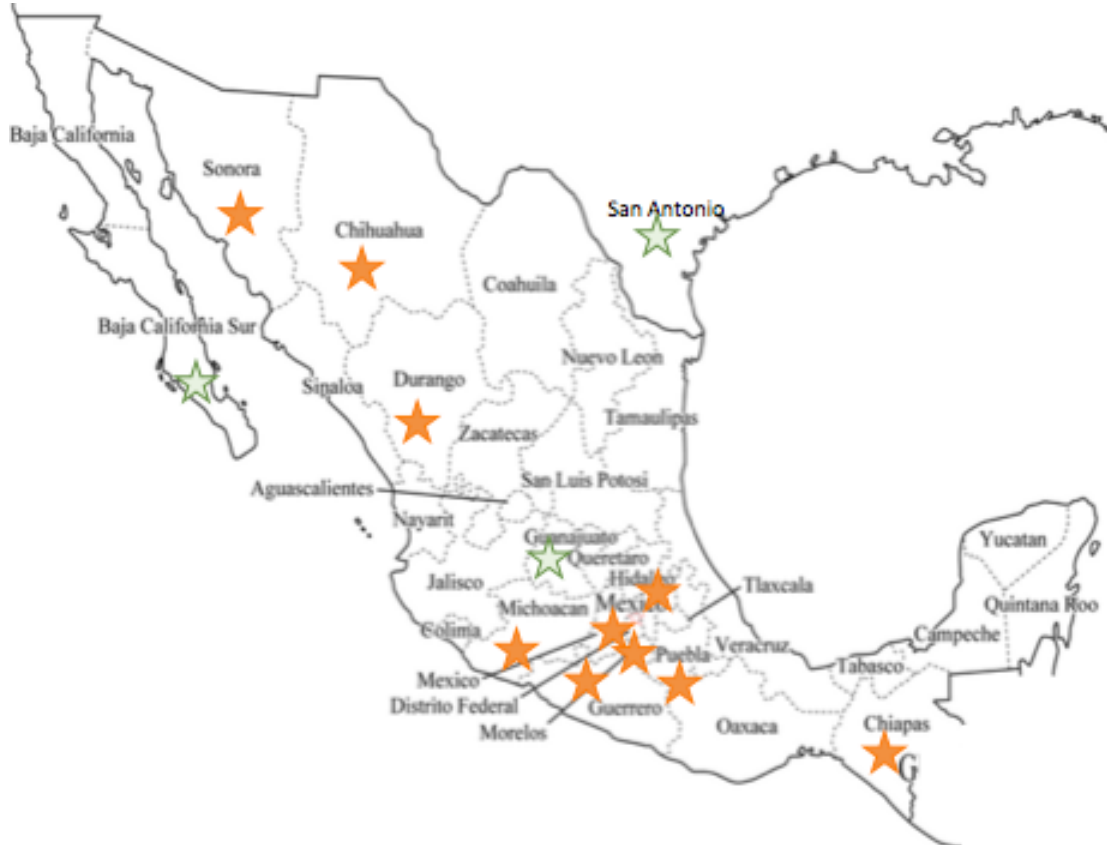 Baja California
Sonora
San Antonio
Chihuahua
Coahuila
Baja California Sur
Nuevo Leon
Sinaloa
Durango
Tamaulipas
Zacatecas
San Luis Potosi
Aguascalientes
Nayarit
Guanajuato
Queretaro
Yucatan
Hidalgo
Tlaxcala
Jalisco
Quintana Roo
Michoacan
Mexico
Colima
Campeche
Veracruz
Puebla
Tabasco
Mexico
Distrito Federal
Guerrero
Morelos
Oaxaca
Chiapas
G